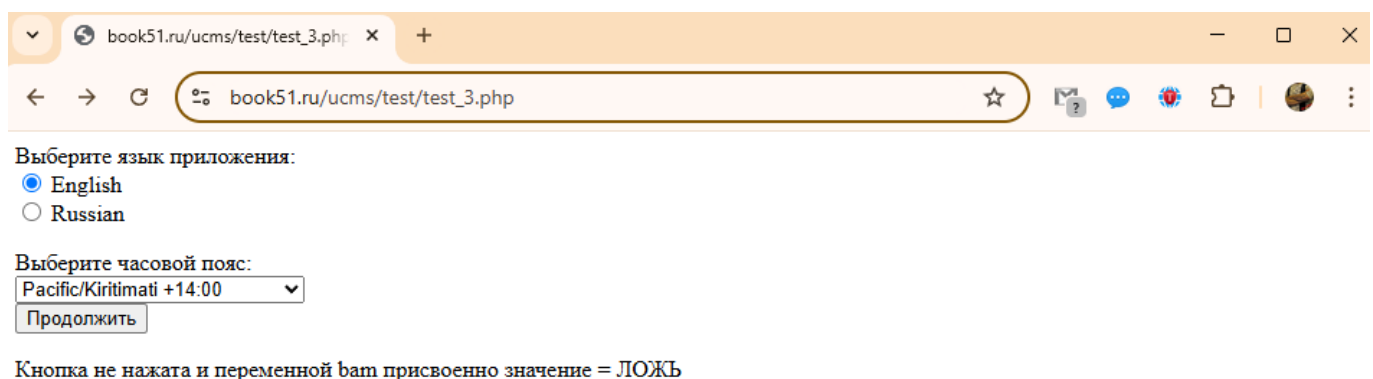 book51.ru/ucms/test/test_3.php
book51.ru/ucms/test/test_3.php
?
Выберите язык приложения:
English
Russian
Выберите часовой пояс:
Pacific/Kiritimati +14:00
Продолжить
Кнопка не нажата и переменной bam присвоенно значение = ЛОЖЬ